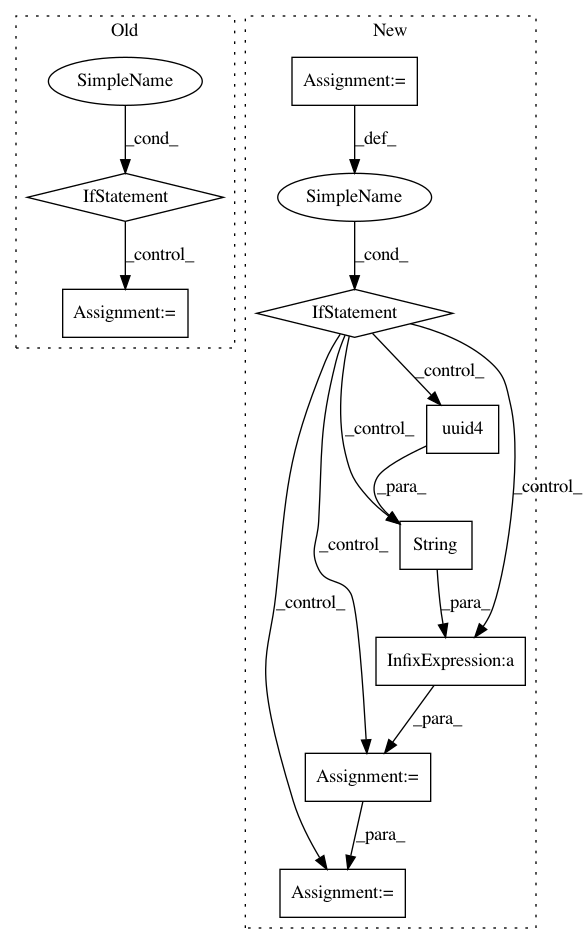 Old
New
SimpleName
Assignment:=
_cond_
_def_
IfStatement
SimpleName
_control_
_cond_
Assignment:=
IfStatement
_control_
uuid4
_control_
_control_
_para_
String
_control_
_control_
_para_
InfixExpression:a
_para_
Assignment:=
_para_
Assignment:=